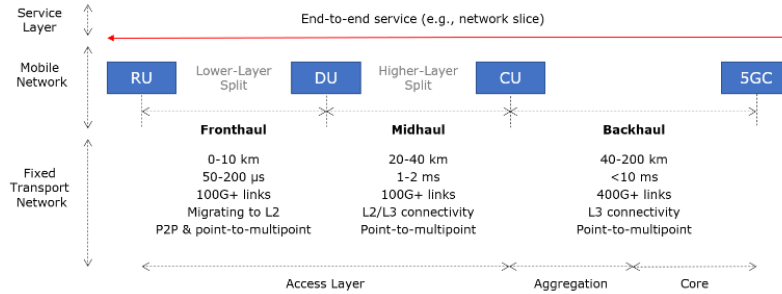 Service
Layer
End-to-end service (e.g., network slice)
Mobile
Network
RU
Lower-Layer
Split
DU
Higher-Layer
Split
CU
5GC
Fronthaul
Midhaul
Backhaul
Fixed
Transport
Network
0-10 km
20-40 km
40-200 km
50-200 µs
1-2 ms
<10 ms
100G+ links
100G+ links
400G+ links
Migrating to L2
L2/L3 connectivity
L3 connectivity
P2P & point-to-multipoint
Point-to-multipoint
Point-to-multipoint
Access Layer
Aggregation
Core